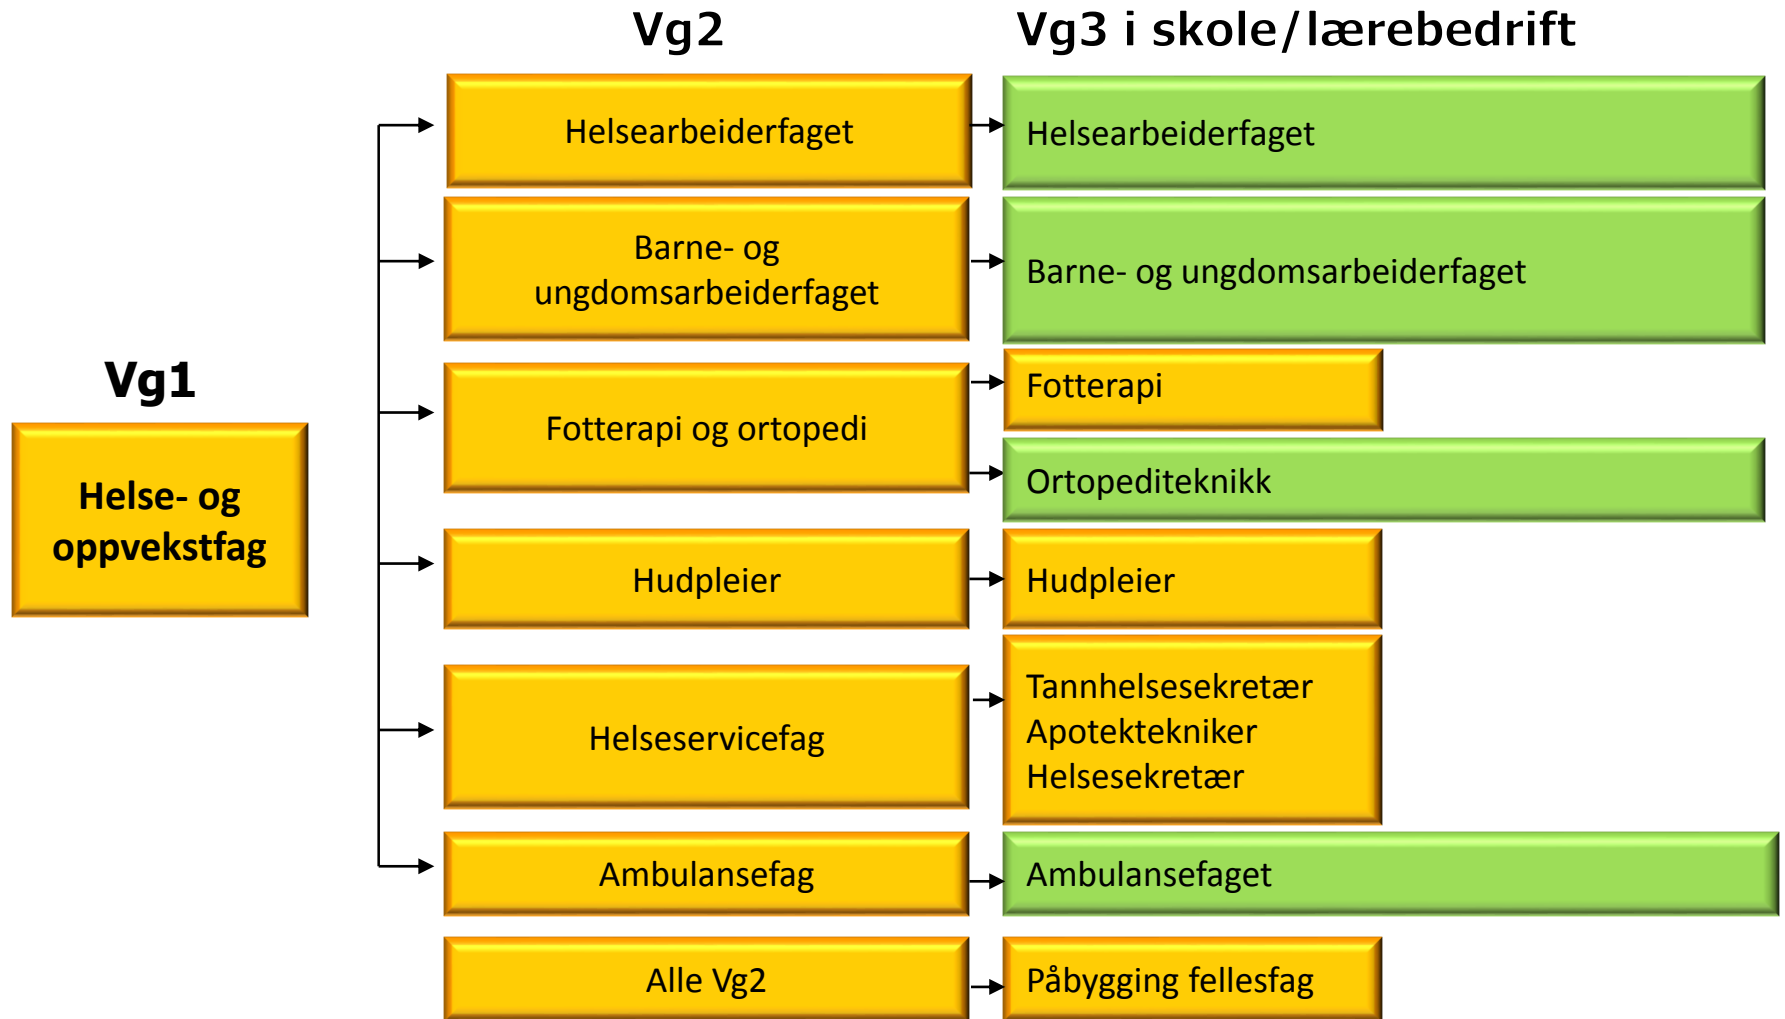 Vg2
Vg3 i skole/lærebedrift
Helsearbeiderfaget
Helsearbeiderfaget
Barne- og
ungdomsarbeiderfaget
Barne- og ungdomsarbeiderfaget
Vg1
Helse- og
oppvekstfag
Fotterapi og ortopedi
Fotterapi
Ortopediteknikk
Hudpleier
Hudpleier
Helseservicefag
Tannhelsesekretær
Apotektekniker
Helsesekretær
Ambulansefag
Ambulansefaget
Alle Vg2
Påbygging fellesfag